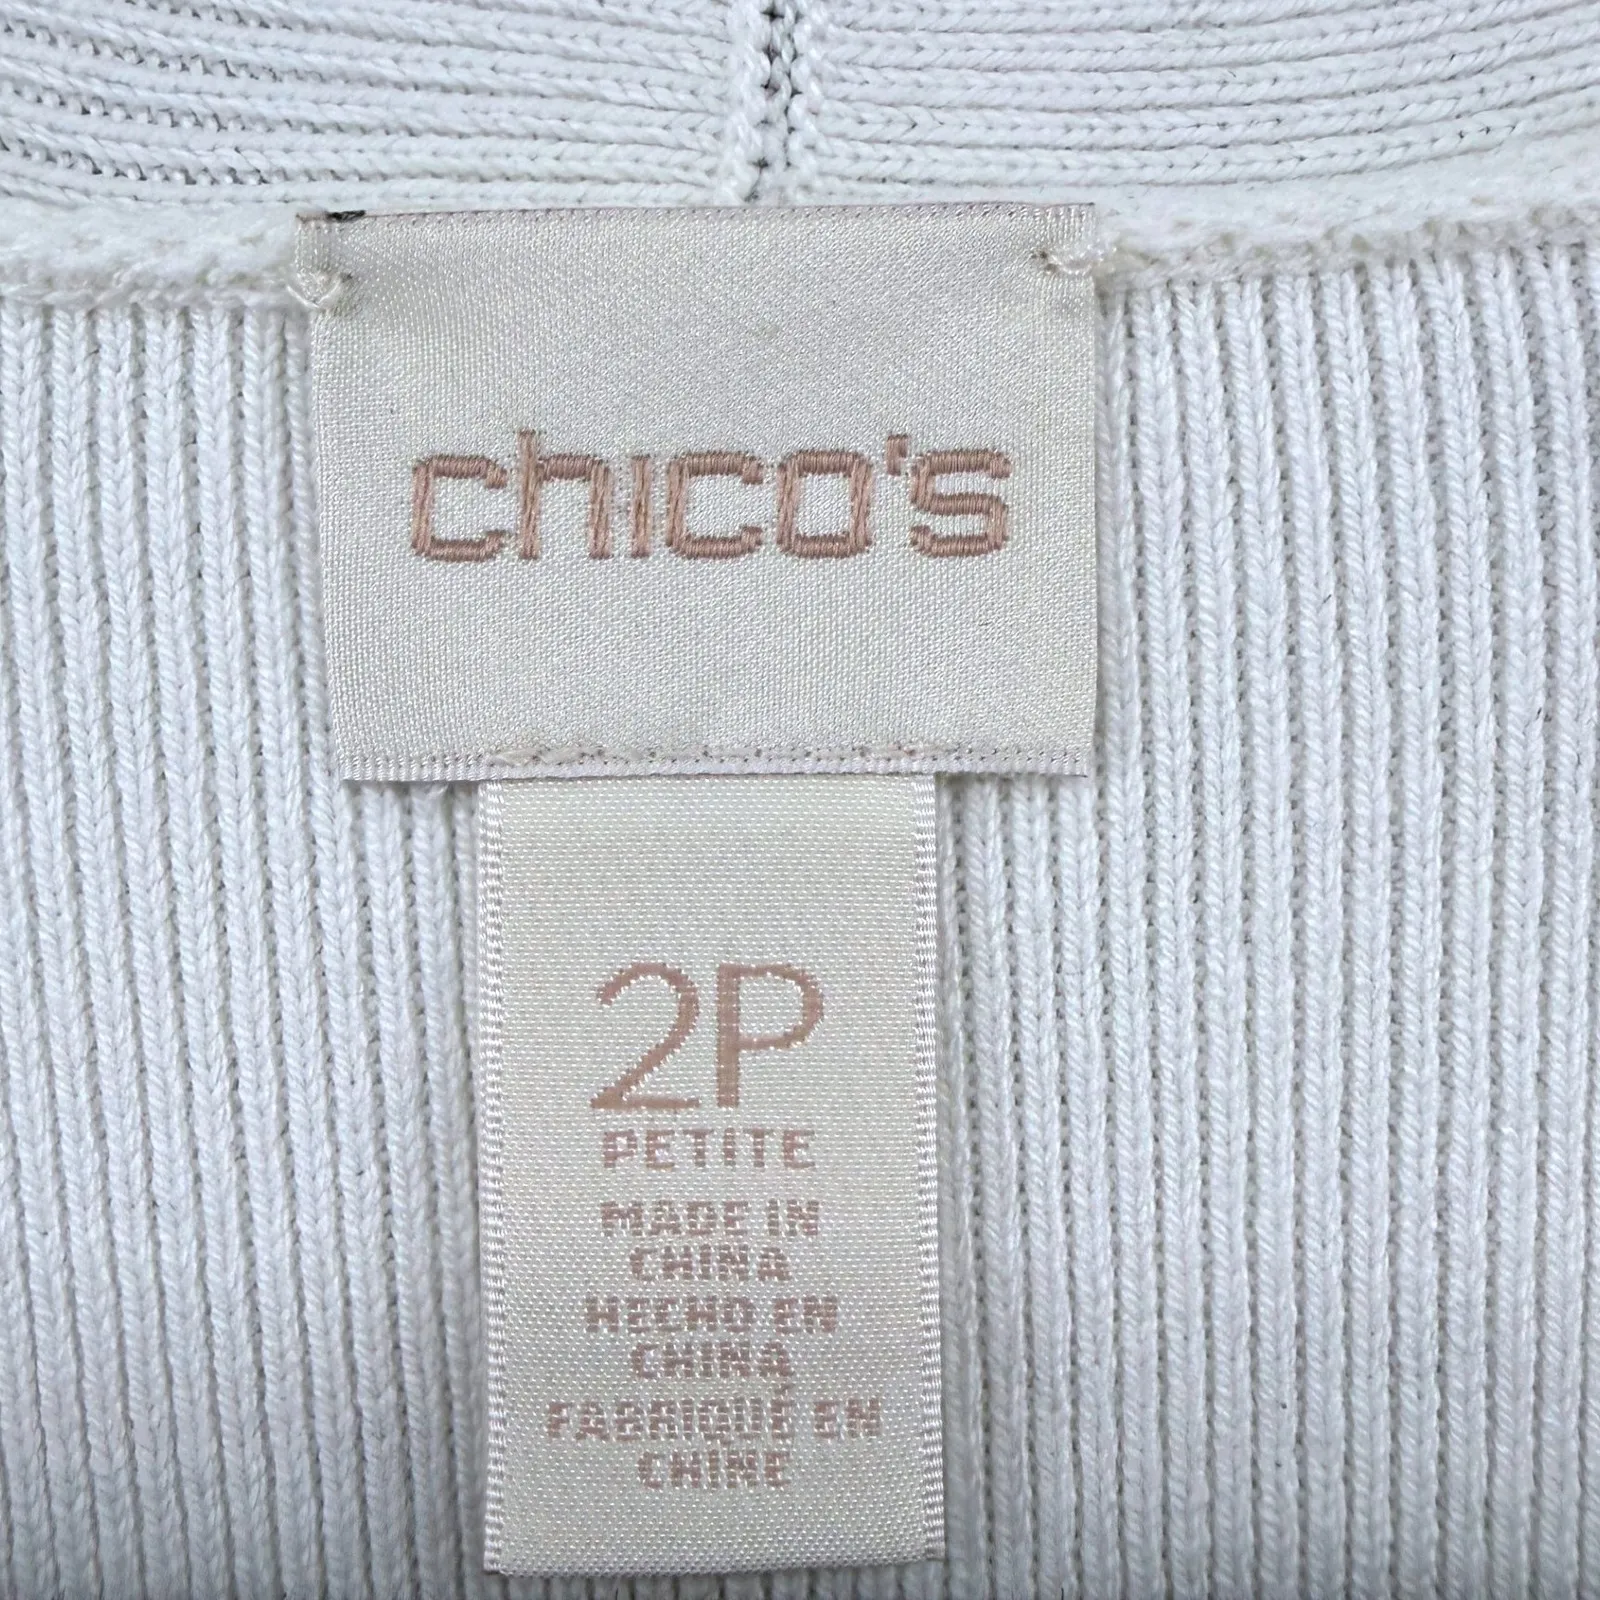 chico's
2P
PETITE
MADE IN
CHINA
HECHO EN
CHINA
FABRIQUÉ EN
CHINE